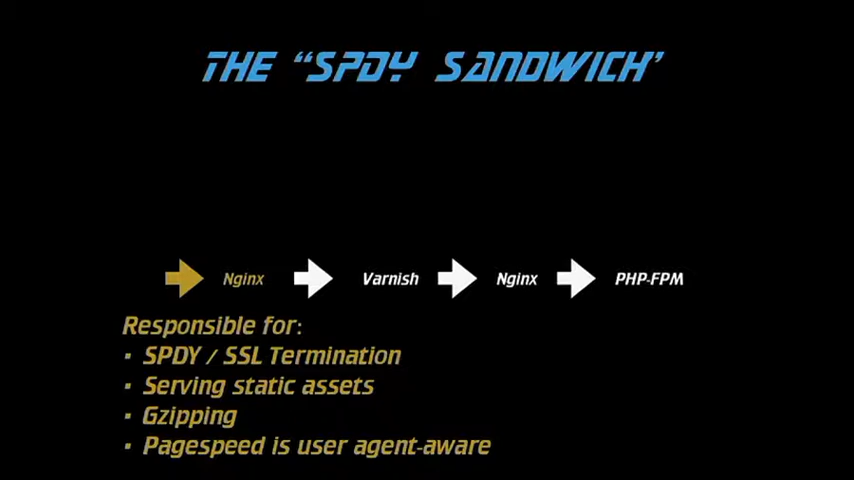 THE “SPDY SANDWICH”
Nginx Varnish Nginx PHP-FPM
Responsible for:
• SPDY / SSL Termination
• Serving static assets
• Gzipping
• Pagespeed is user agent-aware